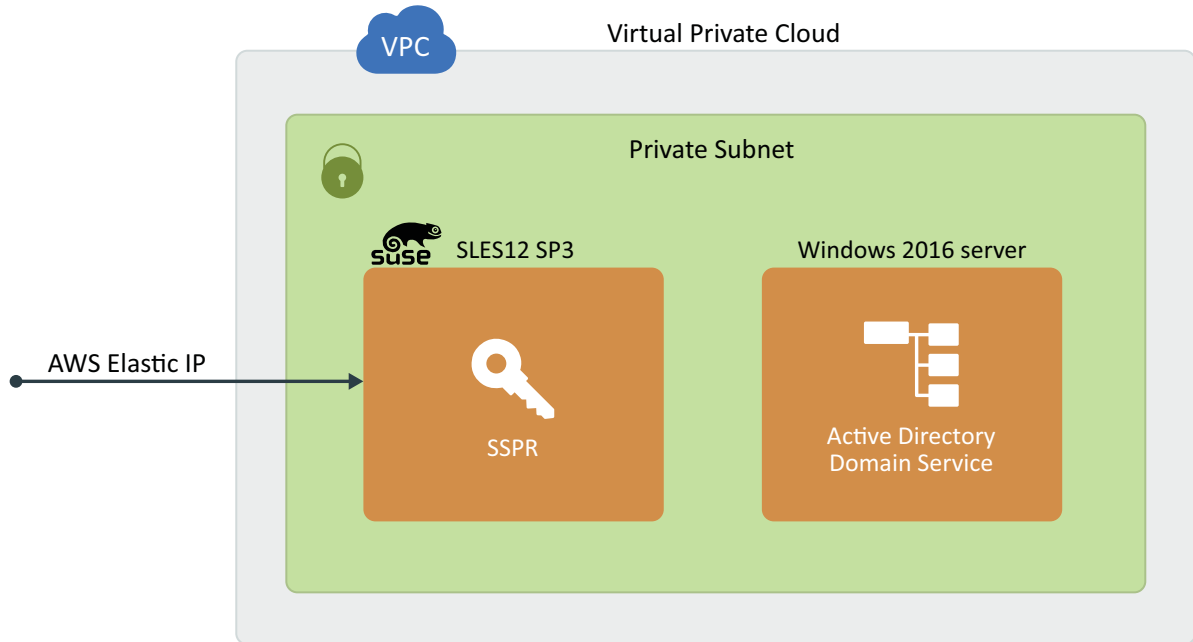 VPC
Virtual Private Cloud
Private Subnet
suse
SLES12 SP3
Windows 2016 server
AWS Elastic IP
SSPR
Active Directory
Domain Service